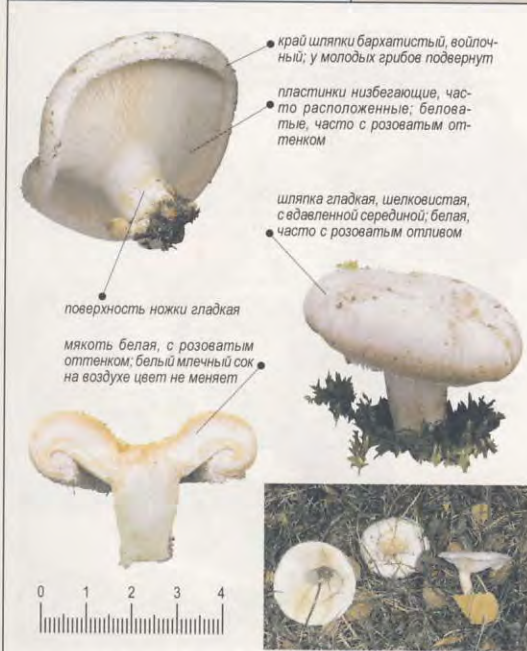 край шляпки бархатистый, войлоч-
ный; у молодых грибов подвернут
пластинки низбегающие, час-
то расположенные; белова-
тые, часто с розоватым от-
тенком
шляпка гладкая, шелковистая,
с вдавленной серединой; белая,
часто с розоватым отливом
поверхность ножки гладкая
мякоть белая, с розоватым
оттенком; белый млечный сок
на воздухе цвет не меняет
0 1 2 3 4